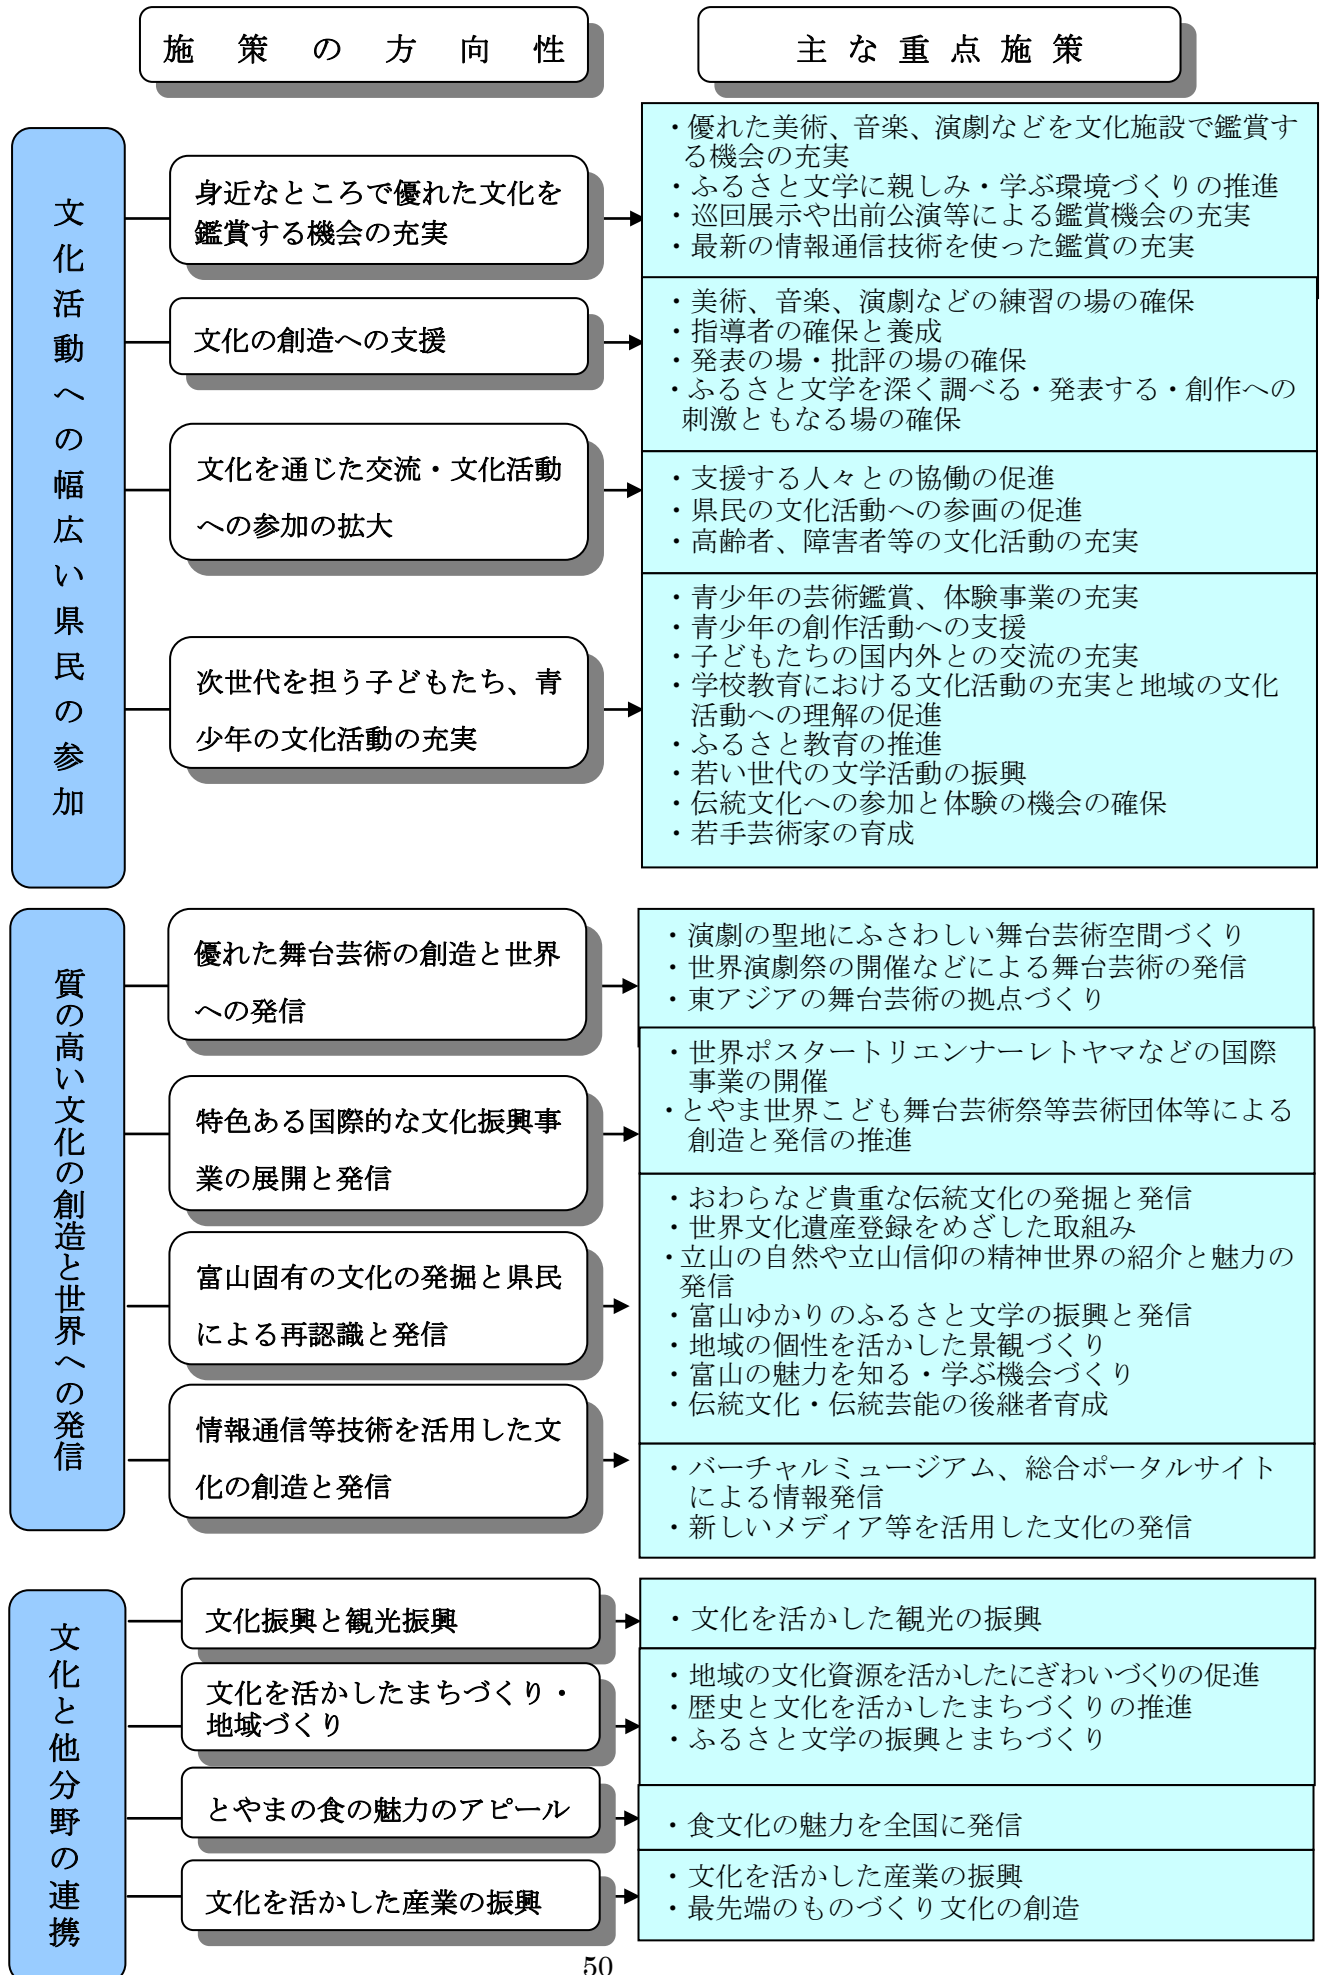 施策の方向性
主な重点施策
文化活動への幅広い県民の参加
身近なところで優れた文化を
鑑賞する機会の充実
・優れた美術、音楽、演劇などを文化施設で鑑賞す
る機会の充実
・ふるさと文学に親しみ・学ぶ環境づくりの推進
・巡回展示や出前公演等による鑑賞機会の充実
・最新の情報通信技術を使った鑑賞の充実
文化の創造への支援
・美術、音楽、演劇などの練習の場の確保
・指導者の確保と養成
・発表の場・批評の場の確保
・ふるさと文学を深く調べる・発表する・創作への
刺激ともなる場の確保
文化を通じた交流・文化活動
への参加の拡大
・支援する人々との協働の促進
・県民の文化活動への参画の促進
・高齢者、障害者等の文化活動の充実
次世代を担う子どもたち、青
少年の文化活動の充実
・青少年の芸術鑑賞、体験事業の充実
・青少年の創作活動への支援
・子どもたちの国内外との交流の充実
・学校教育における文化活動の充実と地域の文化
活動への理解の促進
・ふるさと教育の推進
・若い世代の文学活動の振興
・伝統文化への参加と体験の機会の確保
・若手芸術家の育成
質の高い文化の創造と世界への発信
優れた舞台芸術の創造と世界
への発信
・演劇の聖地にふさわしい舞台芸術空間づくり
・世界演劇祭の開催などによる舞台芸術の発信
・東アジアの舞台芸術の拠点づくり
特色ある国際的な文化振興事
業の展開と発信
・世界ポスタートリエンナーレトヤマなどの国際
事業の開催
・とやま世界こども舞台芸術祭等芸術団体等による
創造と発信の推進
富山固有の文化の発掘と県民
による再認識と発信
・おわらなど貴重な伝統文化の発掘と発信
・世界文化遺産登録をめざした取組み
・立山の自然や立山信仰の精神世界の紹介と魅力の
発信
・富山ゆかりのふるさと文学の振興と発信
・地域の個性を活かした景観づくり
・富山の魅力を知る・学ぶ機会づくり
・伝統文化・伝統芸能の後継者育成
情報通信等技術を活用した文
化の創造と発信
・バーチャルミュージアム、総合ポータルサイト
による情報発信
・新しいメディア等を活用した文化の発信
文化と他分野の連携
文化振興と観光振興
・文化を活かした観光の振興
文化を活かしたまちづくり・
地域づくり
・地域の文化資源を活かしたにぎわいづくりの促進
・歴史と文化を活かしたまちづくりの推進
・ふるさと文学の振興とまちづくり
とやまの食の魅力のアピール
・食文化の魅力を全国に発信
文化を活かした産業の振興
・文化を活かした産業の振興
・最先端のものづくり文化の創造
50